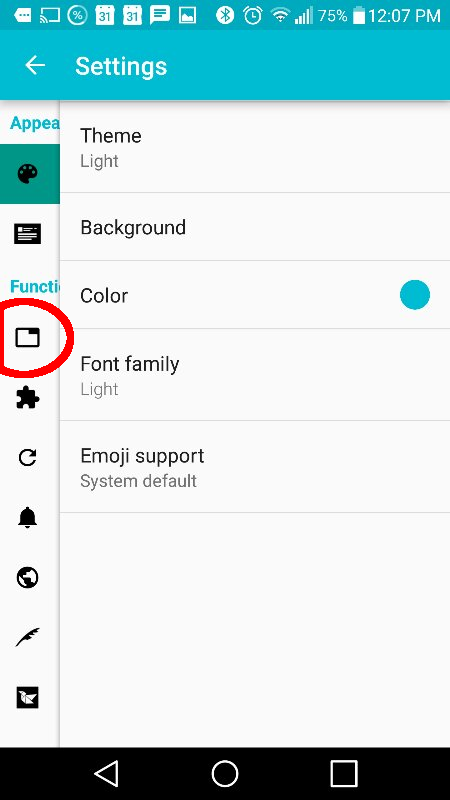 31 31 75% 12:07 PM
Settings
Appea
Theme
Light
Background
Functi
Color
Font family
Light
Emoji support
System default